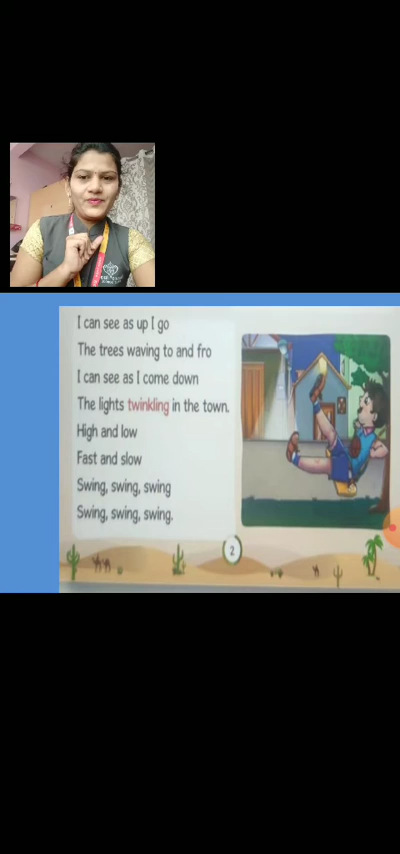 I can see as up I go
The trees waving to and fro
I can see as I come down
The lights twinkling in the town.
High and low
Fast and slow
Swing, swing, swing
Swing, swing, swing.
2